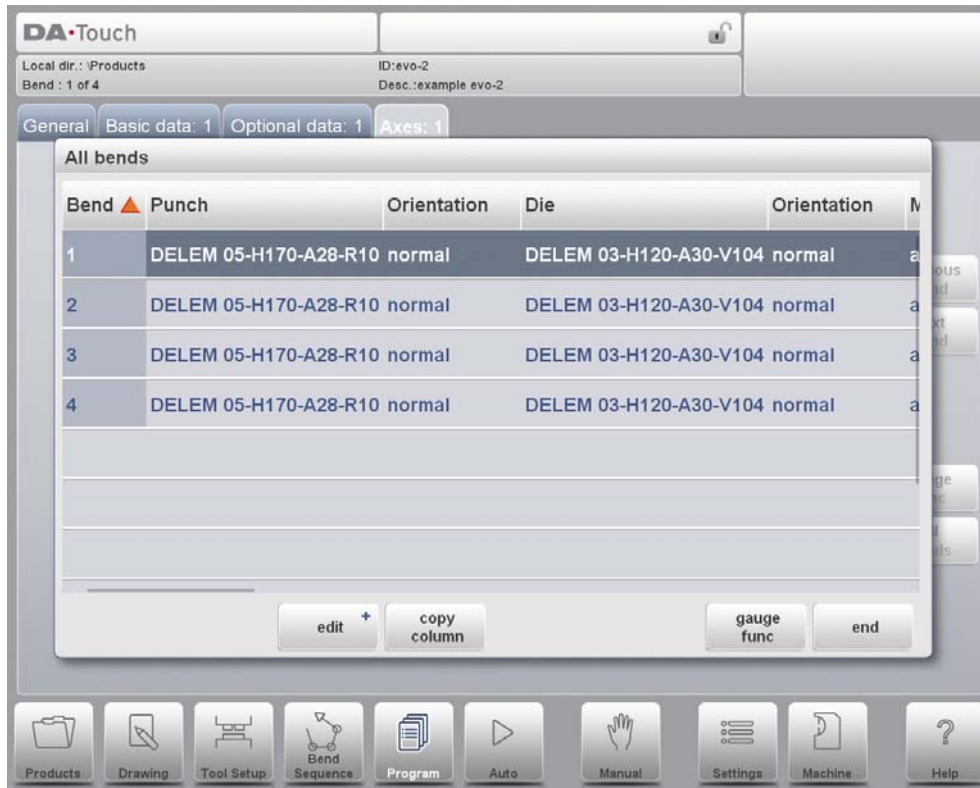 DA·Touch
Local dir.: \Products
Bend : 1 of 4
ID:evo-2
Desc.:example evo-2
General Basic data: 1 Optional data: 1 Axes: 1
All bends
Bend Punch Orientation Die Orientation
1 DELEM 05-H170-A28-R10 normal DELEM 03-H120-A30-V104 normal a
2 DELEM 05-H170-A28-R10 normal DELEM 03-H120-A30-V104 normal a
3 DELEM 05-H170-A28-R10 normal DELEM 03-H120-A30-V104 normal a
4 DELEM 05-H170-A28-R10 normal DELEM 03-H120-A30-V104 normal a
edit +
copy
column
gauge
func
end
Products
Drawing
Tool Setup
Bend
Sequence
Program
Auto
Manual
Settings
Machine
Help